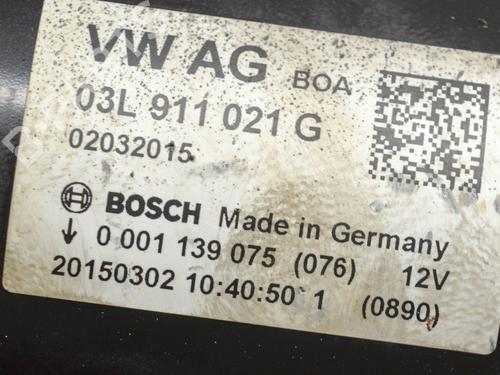 VW AG BOA
03L 911 021 G
02032015
BOSCH Made in Germany
↓ 0 001 139 075 (076) 12V
20150302 10:40:50 1 (0890)